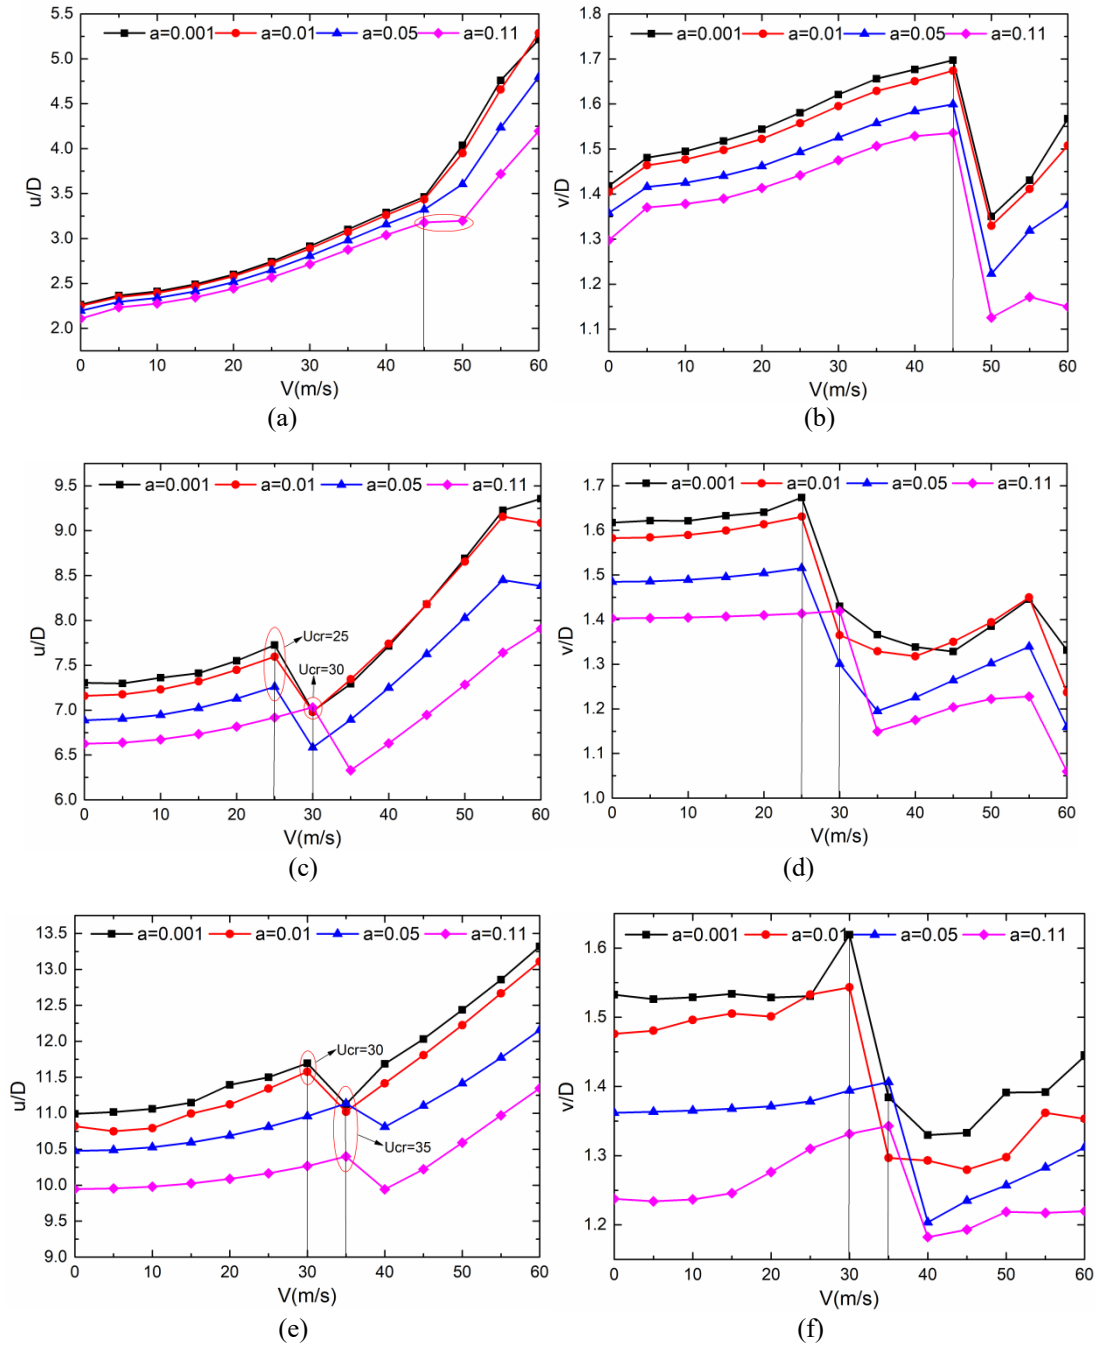 a=0.001 a=0.01 a=0.05 a=0.11
5.5
5.0
4.5
4.0
3.5
3.0
2.5
2.0
u/D
0 10 20 30 40 50 60
V(m/s)
(a)
a=0.001 a=0.01 a=0.05 a=0.11
1.8
1.7
1.6
1.5
1.4
1.3
1.2
1.1
v/D
0 10 20 30 40 50 60
V(m/s)
(b)
a=0.001 a=0.01 a=0.05 a=0.11
9.5
9.0
8.5
8.0
7.5
7.0
6.5
6.0
u/D
Ucr=25
Ucr=30
0 10 20 30 40 50 60
V(m/s)
(c)
a=0.001 a=0.01 a=0.05 a=0.11
1.7
1.6
1.5
1.4
1.3
1.2
1.1
1.0
v/D
0 10 20 30 40 50 60
V(m/s)
(d)
a=0.001 a=0.01 a=0.05 a=0.11
13.5
13.0
12.5
12.0
11.5
11.0
10.5
10.0
9.5
9.0
u/D
Ucr=30
Ucr=35
0 10 20 30 40 50 60
V(m/s)
(e)
a=0.001 a=0.01 a=0.05 a=0.11
1.6
1.5
1.4
1.3
1.2
v/D
0 10 20 30 40 50 60
V(m/s)
(f)